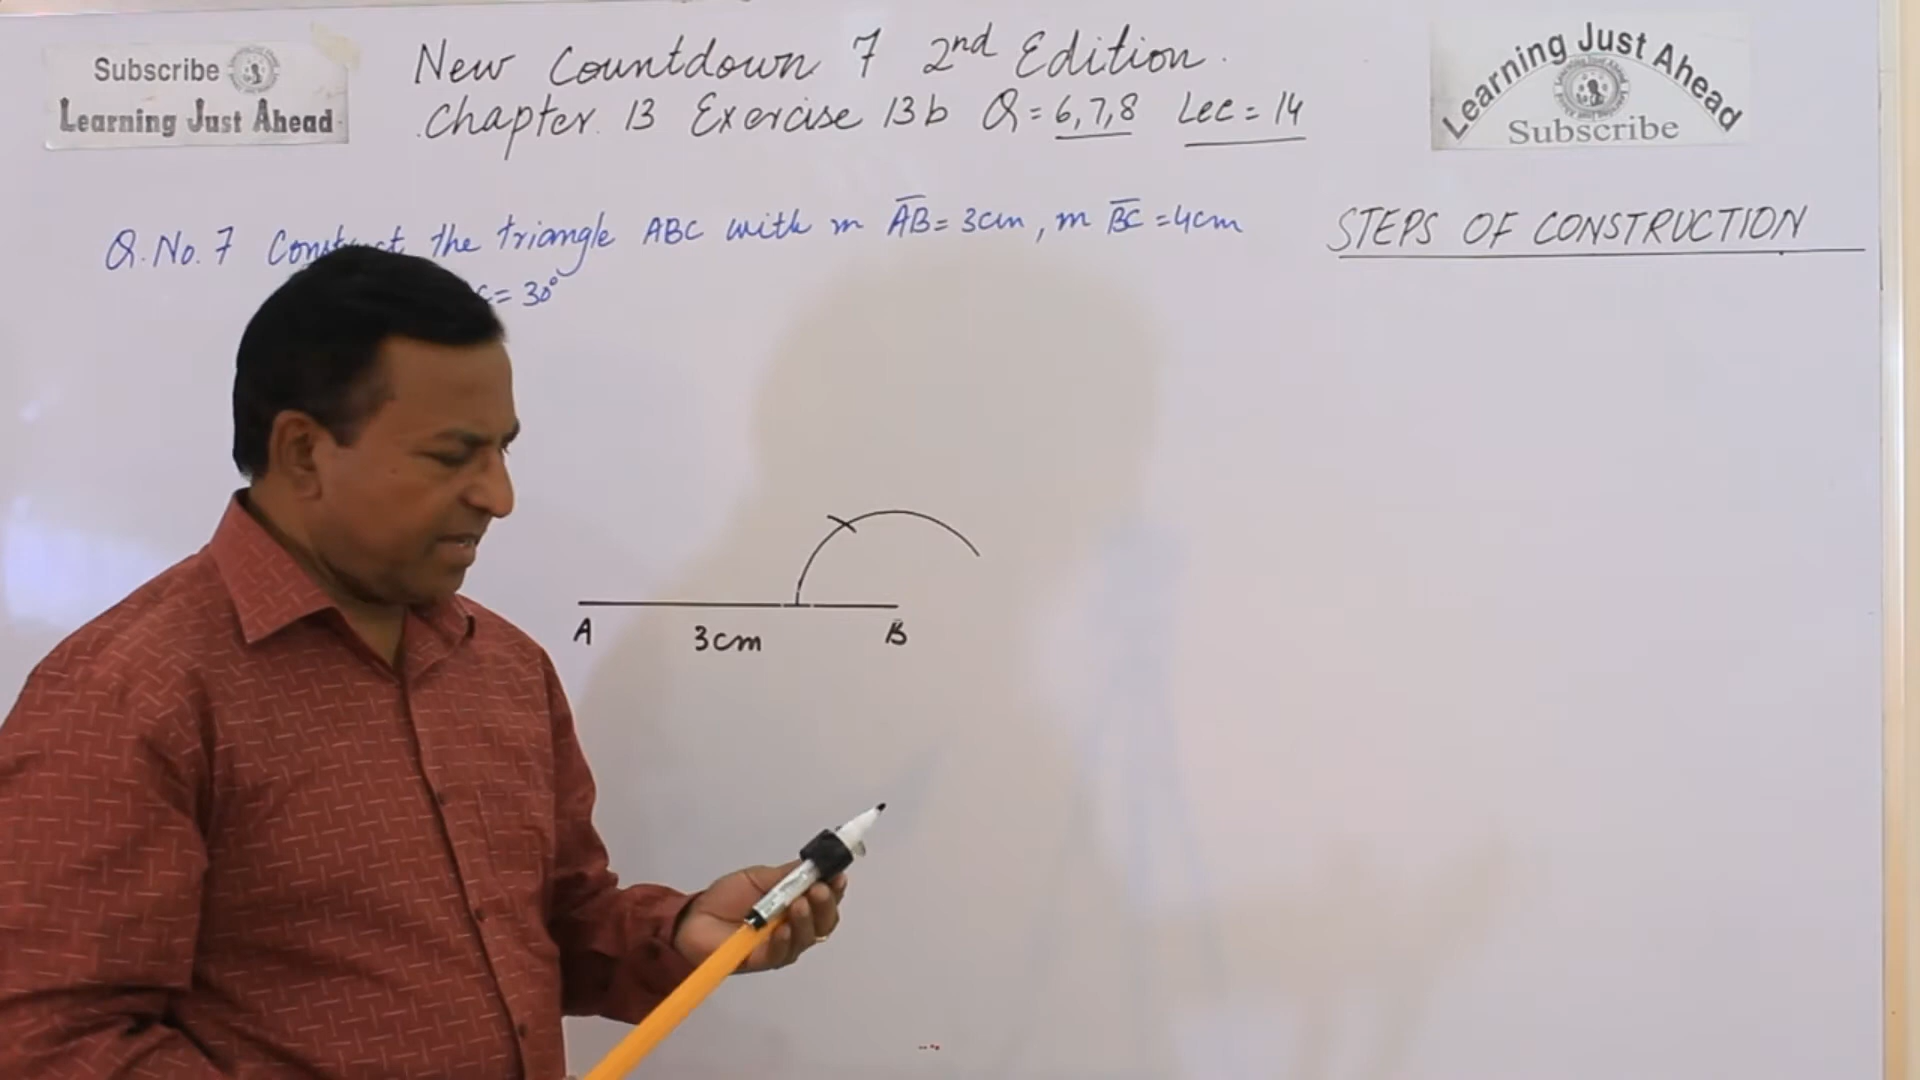 Subscribe
Learning Just Ahead
New Countdown 7 2nd Edition.
Chapter 13 Exercise 13b Q = 6,7,8 Lec = 14
Learning Just Ahead
Subscribe
Q.No.7 Construct the triangle ABC with m AB = 3cm, m BC = 4cm
C = 30°
STEPS OF CONSTRUCTION
A 3cm B